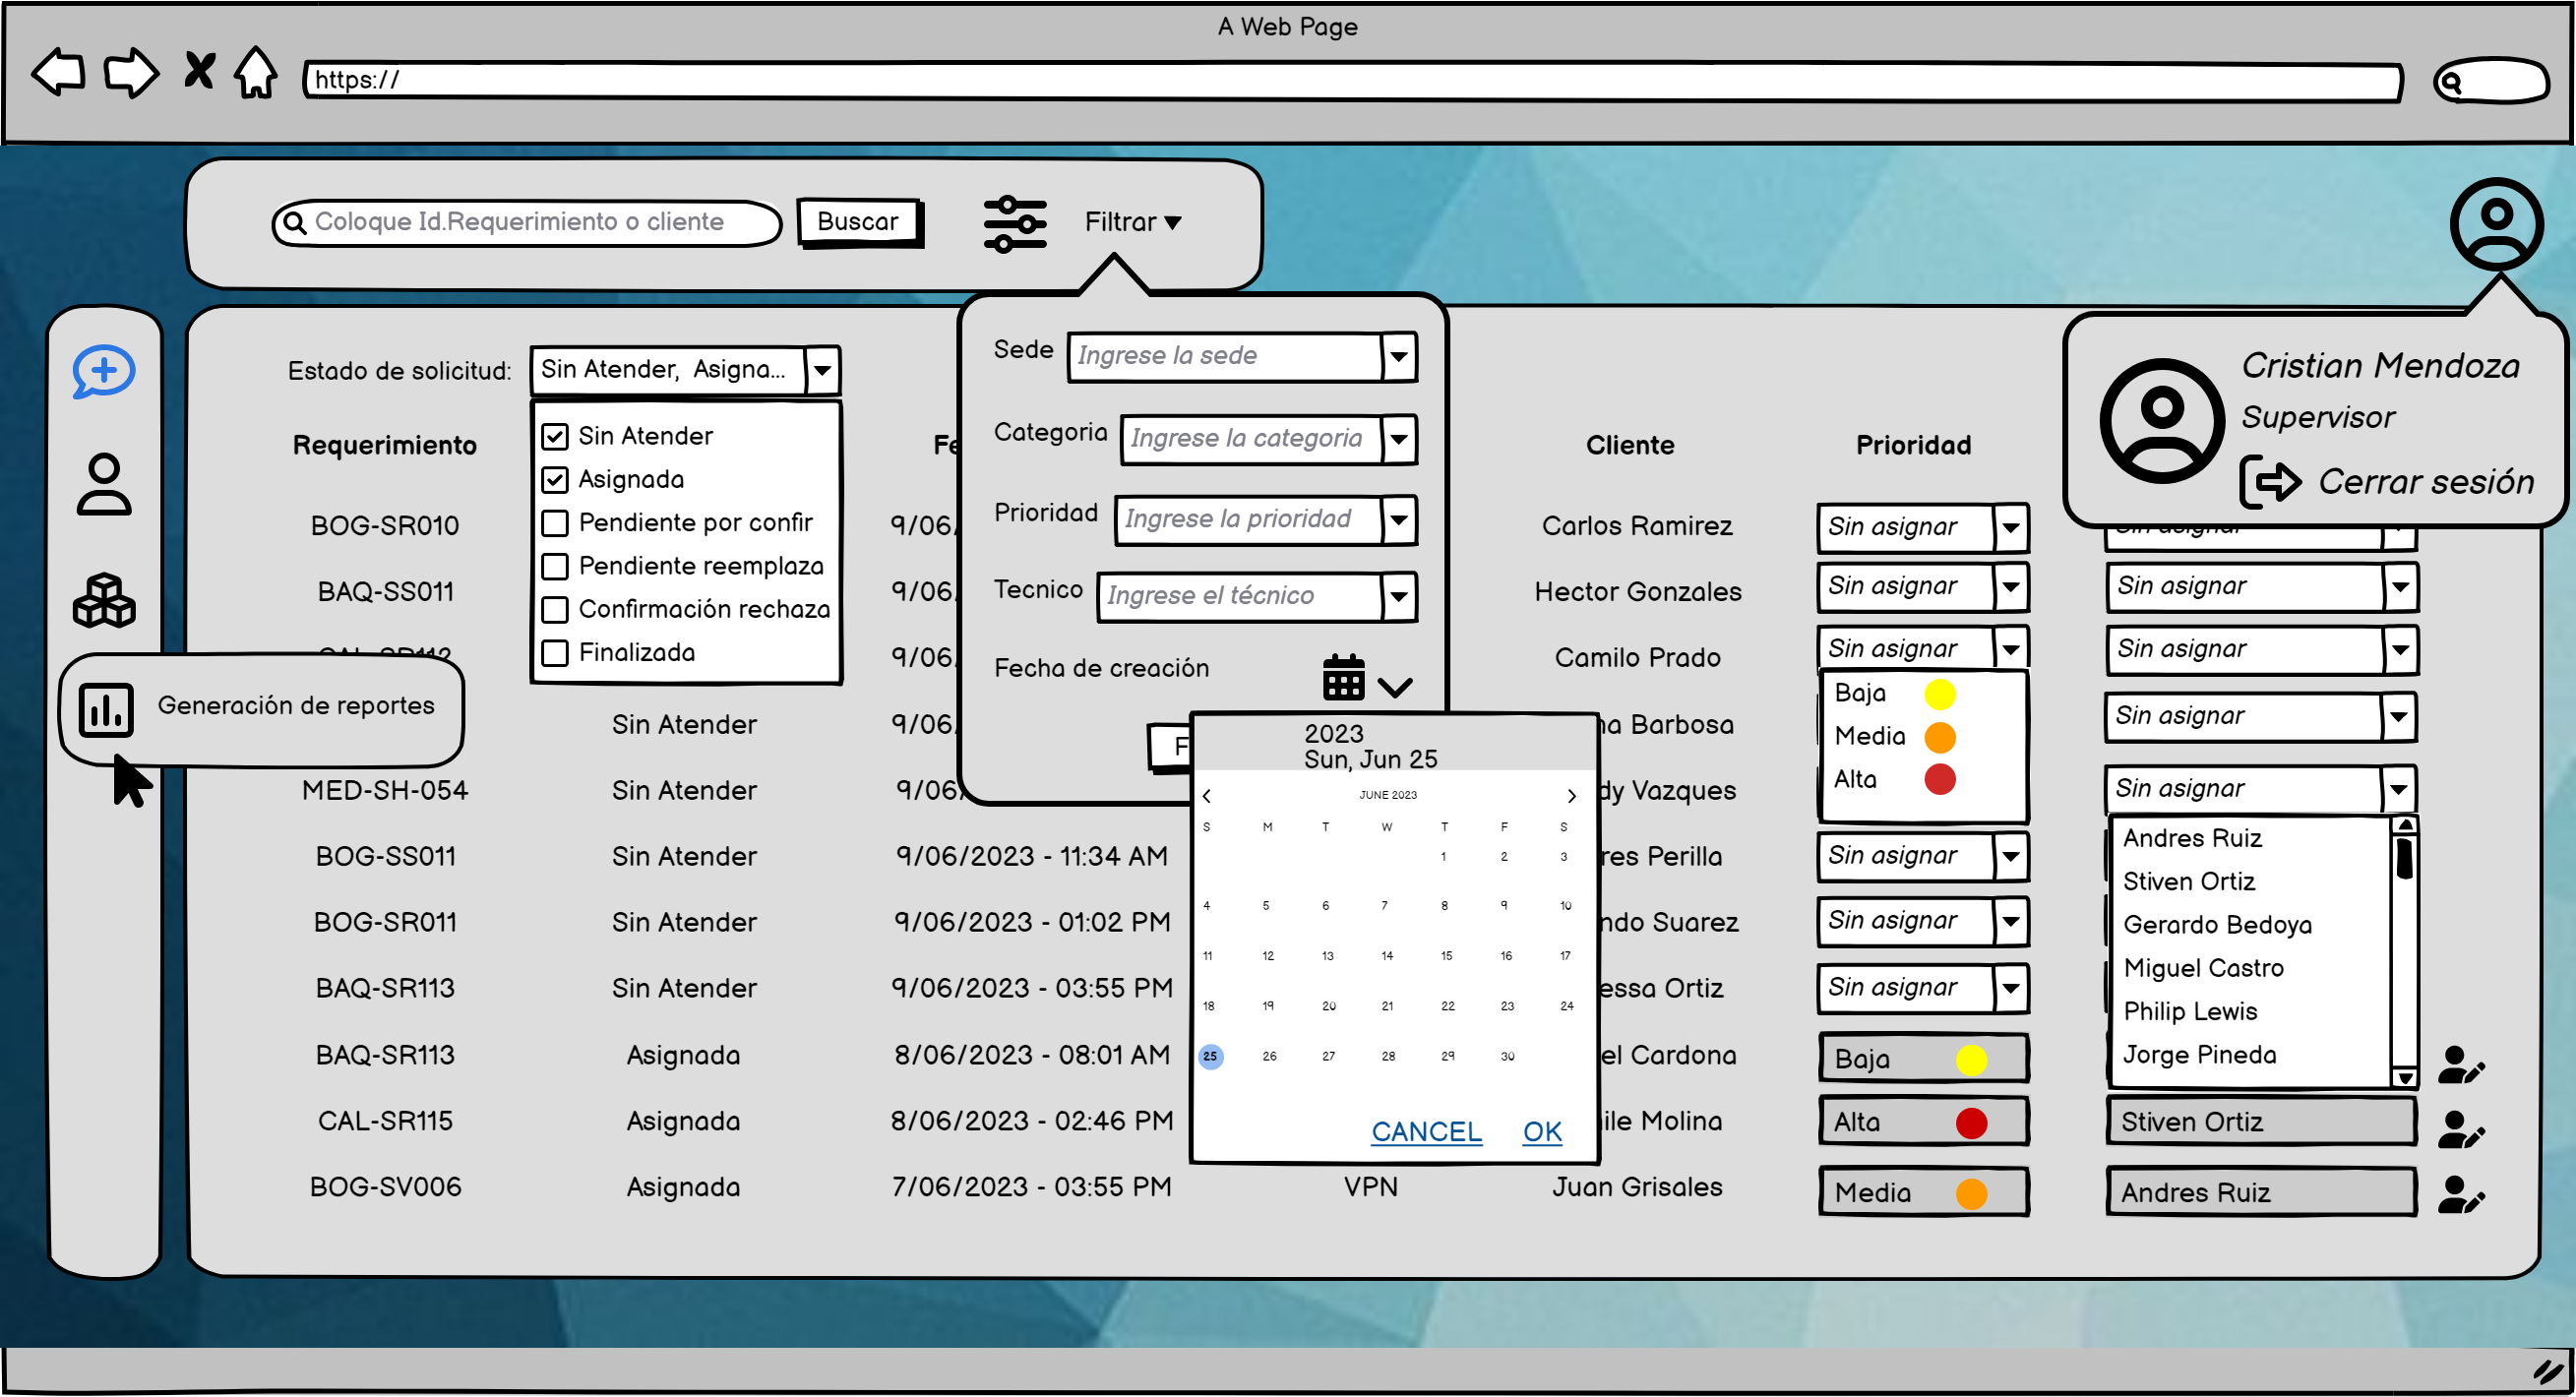 A Web Page
https://
Coloque Id.Requerimiento o cliente
Buscar
Filtrar
Estado de solicitud:
Sin Atender, Asigna...
Sin Atender
Asignada
Pendiente por confir
Pendiente reemplaza
Confirmación rechaza
Finalizada
Sede
Ingrese la sede
Categoria
Ingrese la categoria
Prioridad
Ingrese la prioridad
Tecnico
Ingrese el técnico
Fecha de creación
2023
Sun, Jun 25
JUNE 2023
S M T W T F S
1 2 3
4 5 6 7 8 9 10
11 12 13 14 15 16 17
18 19 20 21 22 23 24
25 26 27 28 29 30
CANCEL OK
Cristian Mendoza
Supervisor
Cerrar sesión
Generación de reportes
Requerimiento Cliente Prioridad
BOG-SR010 9/06/ Carlos Ramirez Sin asignar
BAQ-SS011 9/06/ Hector Gonzales Sin asignar Sin asignar
9/06/ Camilo Prado Sin asignar Sin asignar
Baja
Media
Alta
Sin Atender 9/06/ Barbosa Sin asignar
MED-SH-054 Sin Atender 9/06/ Vazques Sin asignar
Andres Ruiz
Stiven Ortiz
Gerardo Bedoya
Miguel Castro
Philip Lewis
Jorge Pineda
BOG-SS011 Sin Atender 9/06/2023 - 11:34 AM Perilla Sin asignar
BOG-SR011 Sin Atender 9/06/2023 - 01:02 PM Suarez Sin asignar
BAQ-SR113 Sin Atender 9/06/2023 - 03:55 PM Ortiz Sin asignar
BAQ-SR113 Asignada 8/06/2023 - 08:01 AM Cardona Baja
CAL-SR115 Asignada 8/06/2023 - 02:46 PM Molina Alta Stiven Ortiz
BOG-SV006 Asignada 7/06/2023 - 03:55 PM VPN Juan Grisales Media Andres Ruiz